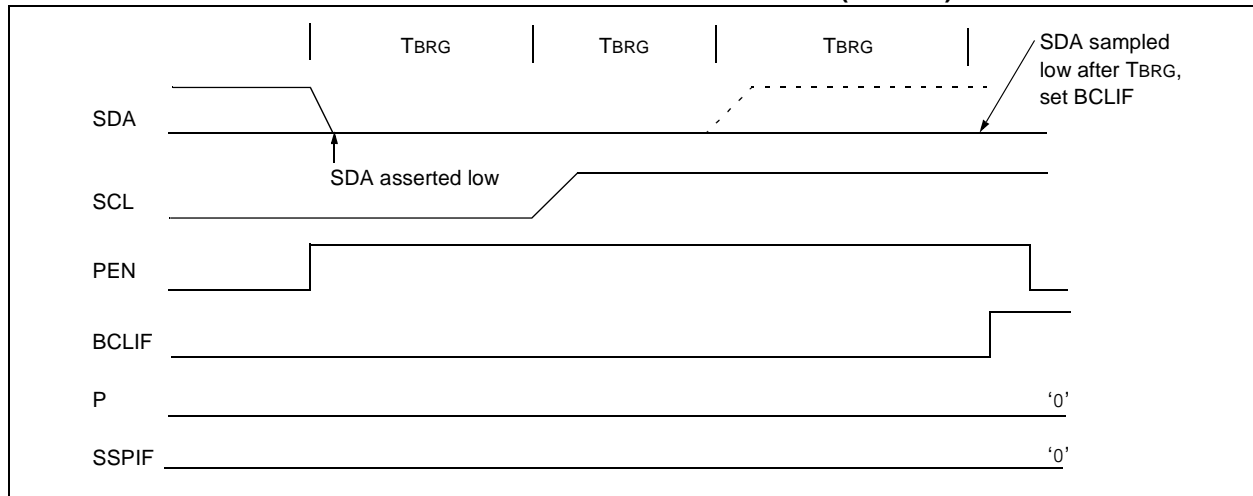 TBRG TBRG TBRG
SDA sampled
low after TBRG,
set BCLIF
SDA
SDA asserted low
SCL
PEN
BCLIF
P '0'
SSPIF '0'